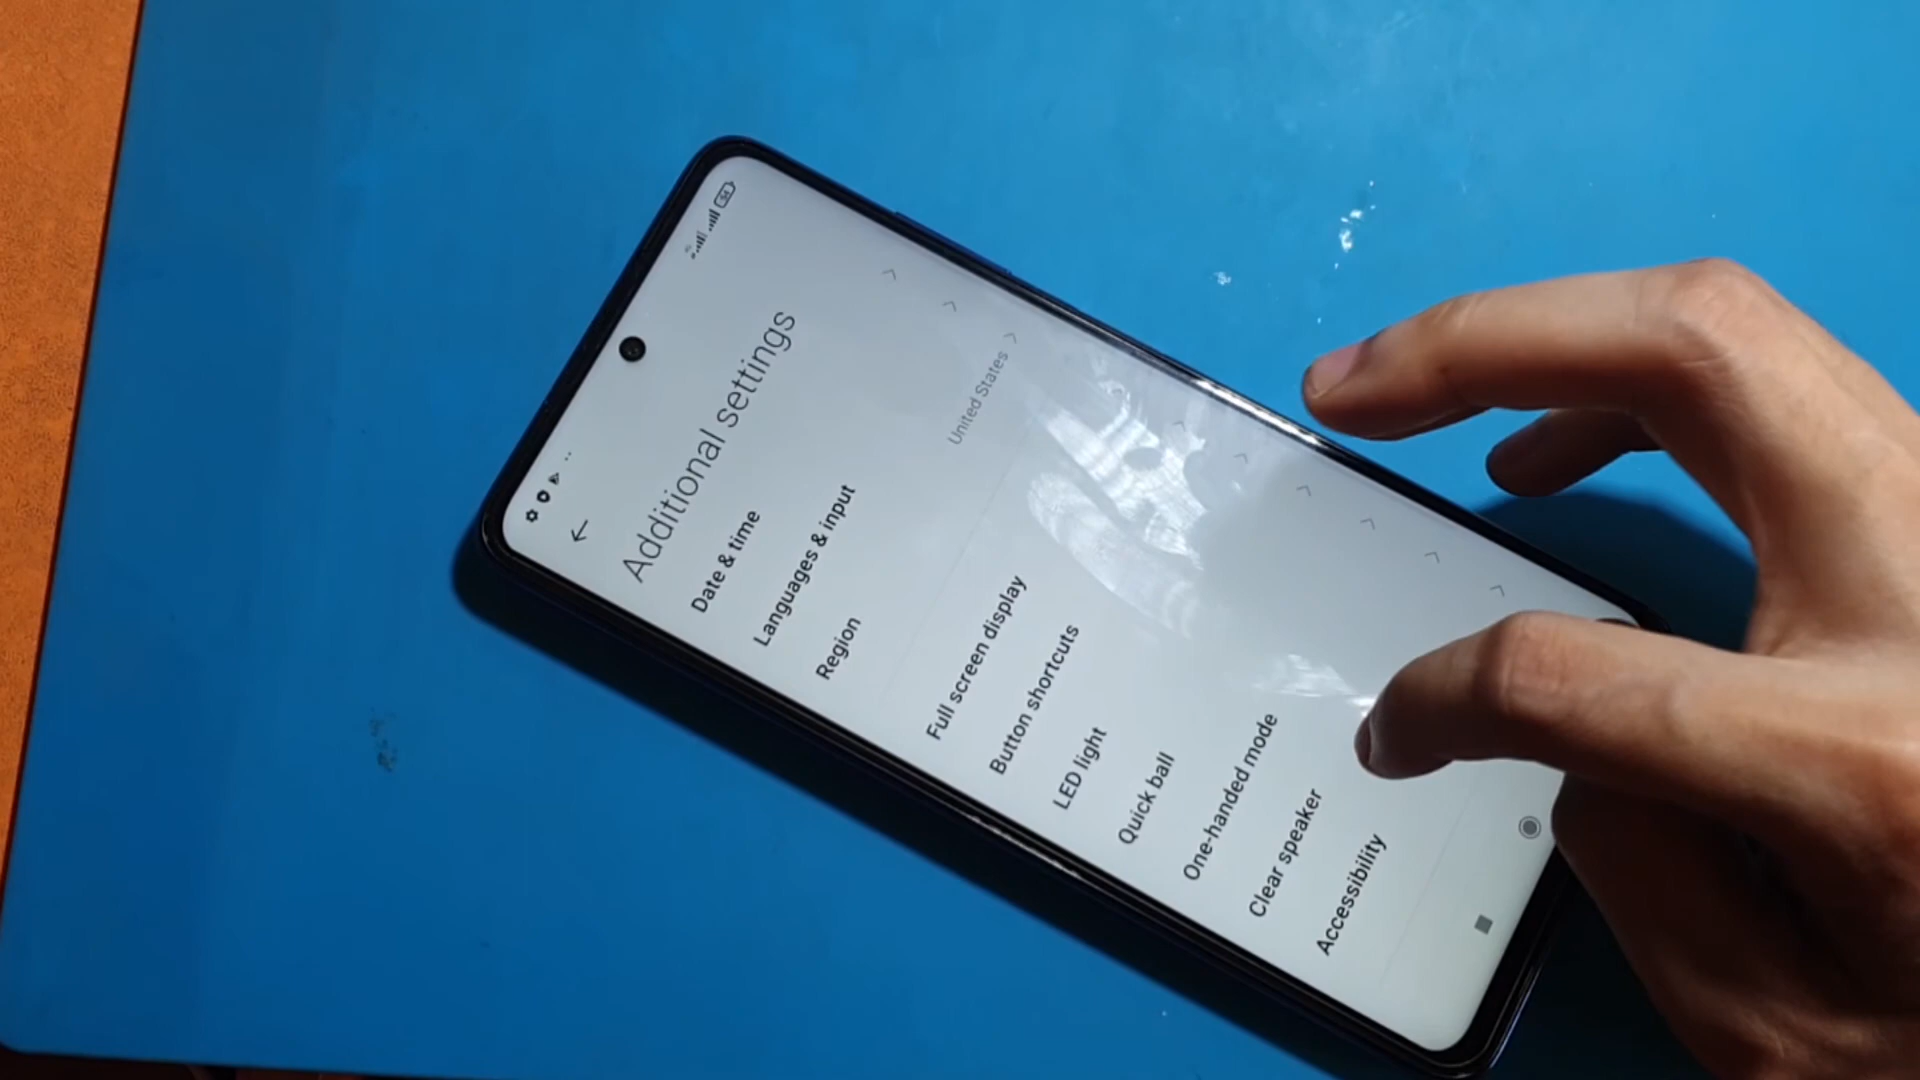 Additional settings
Date & time
Languages & input
Region
United States
Full screen display
Button shortcuts
LED light
Quick ball
One-handed mode
Clear speaker
Accessibility